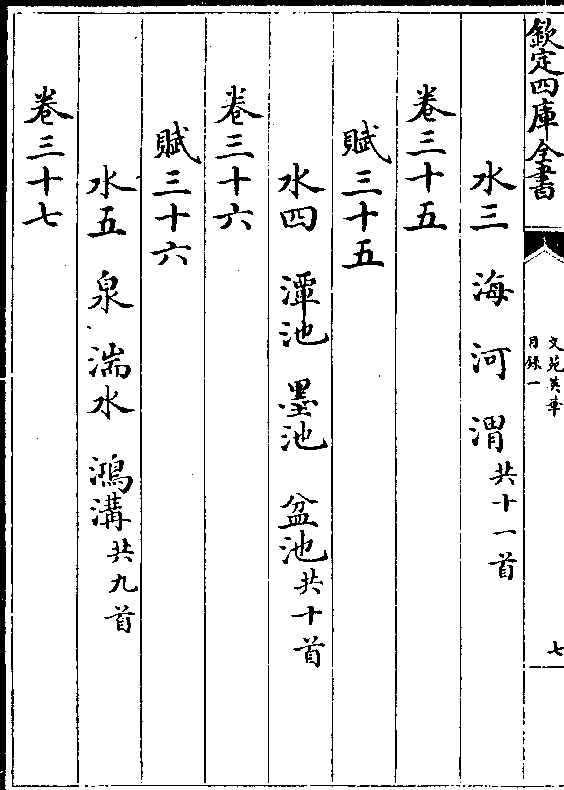 欽定四庫全書
文苑英華
目錄一
七
水三 海 河 渭共十一首
卷三十五
賦三十五
水四 潭池 墨池 盆池共十首
卷三十六
賦三十六
水五 泉 湍水 鴻溝共九首
卷三十七